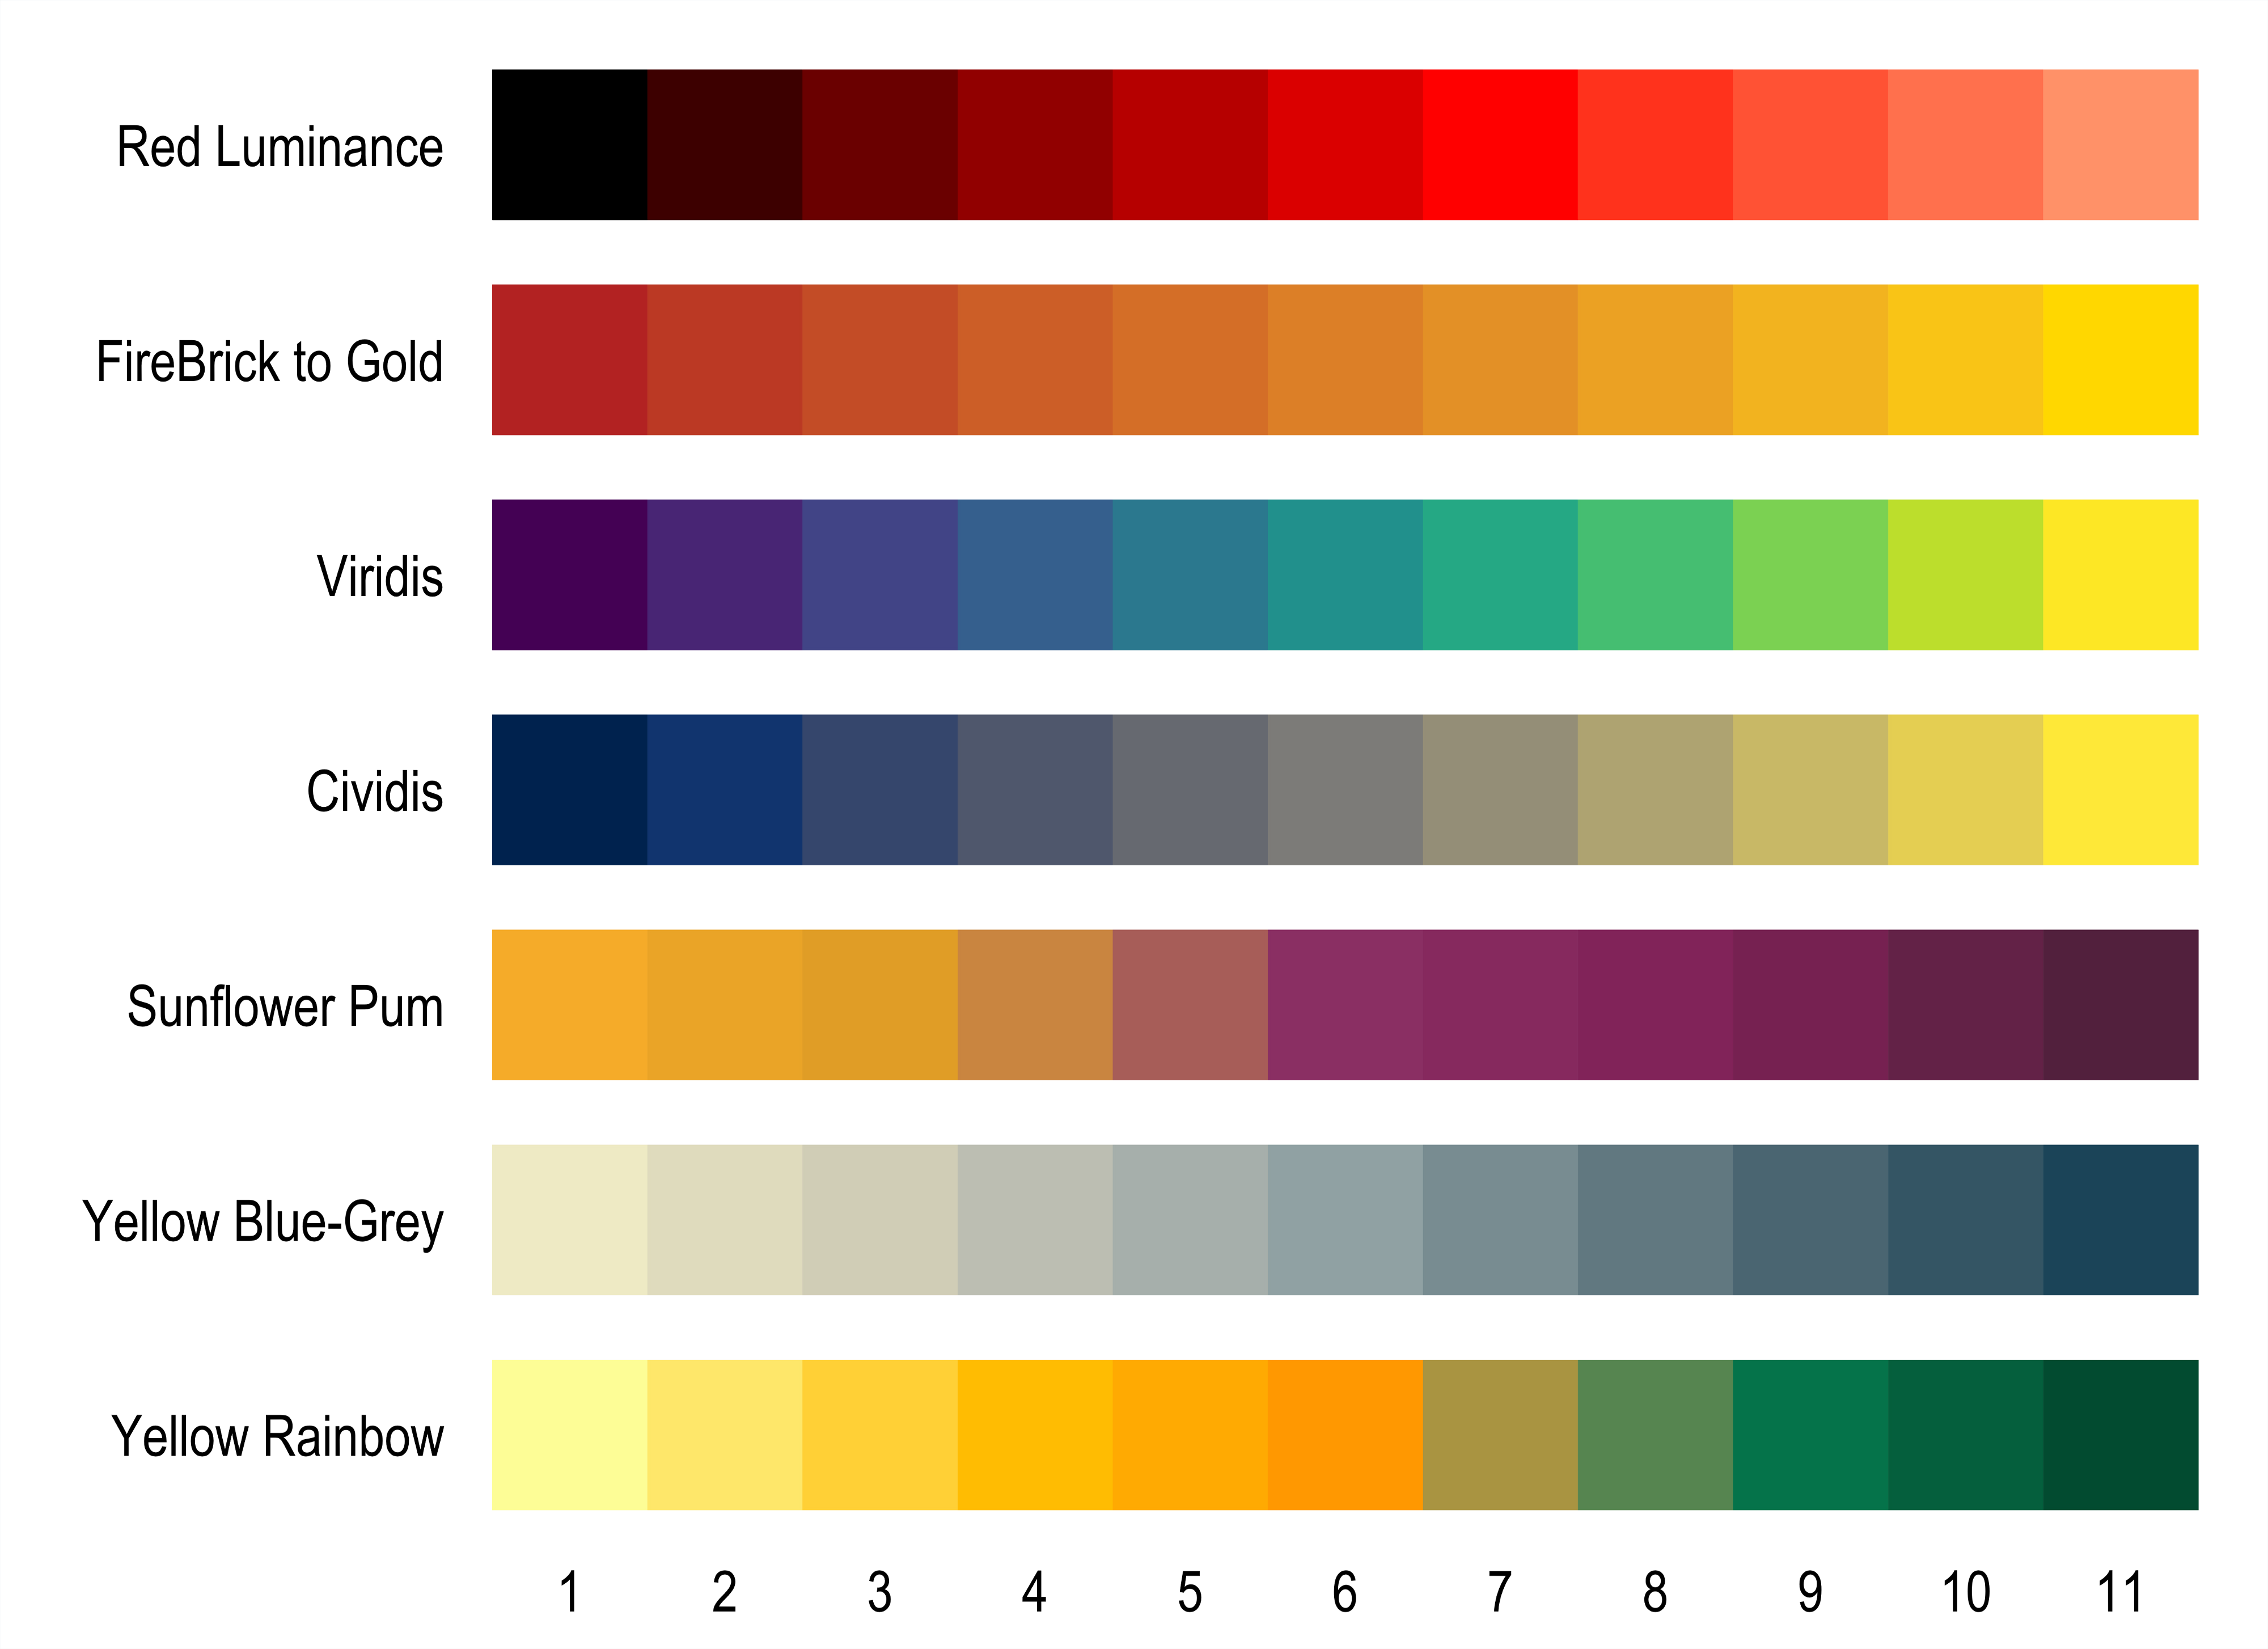 Red Luminance
FireBrick to Gold
Viridis
Cividis
Sunflower Pum
Yellow Blue-Grey
Yellow Rainbow
1 2 3 4 5 6 7 8 9 10 11